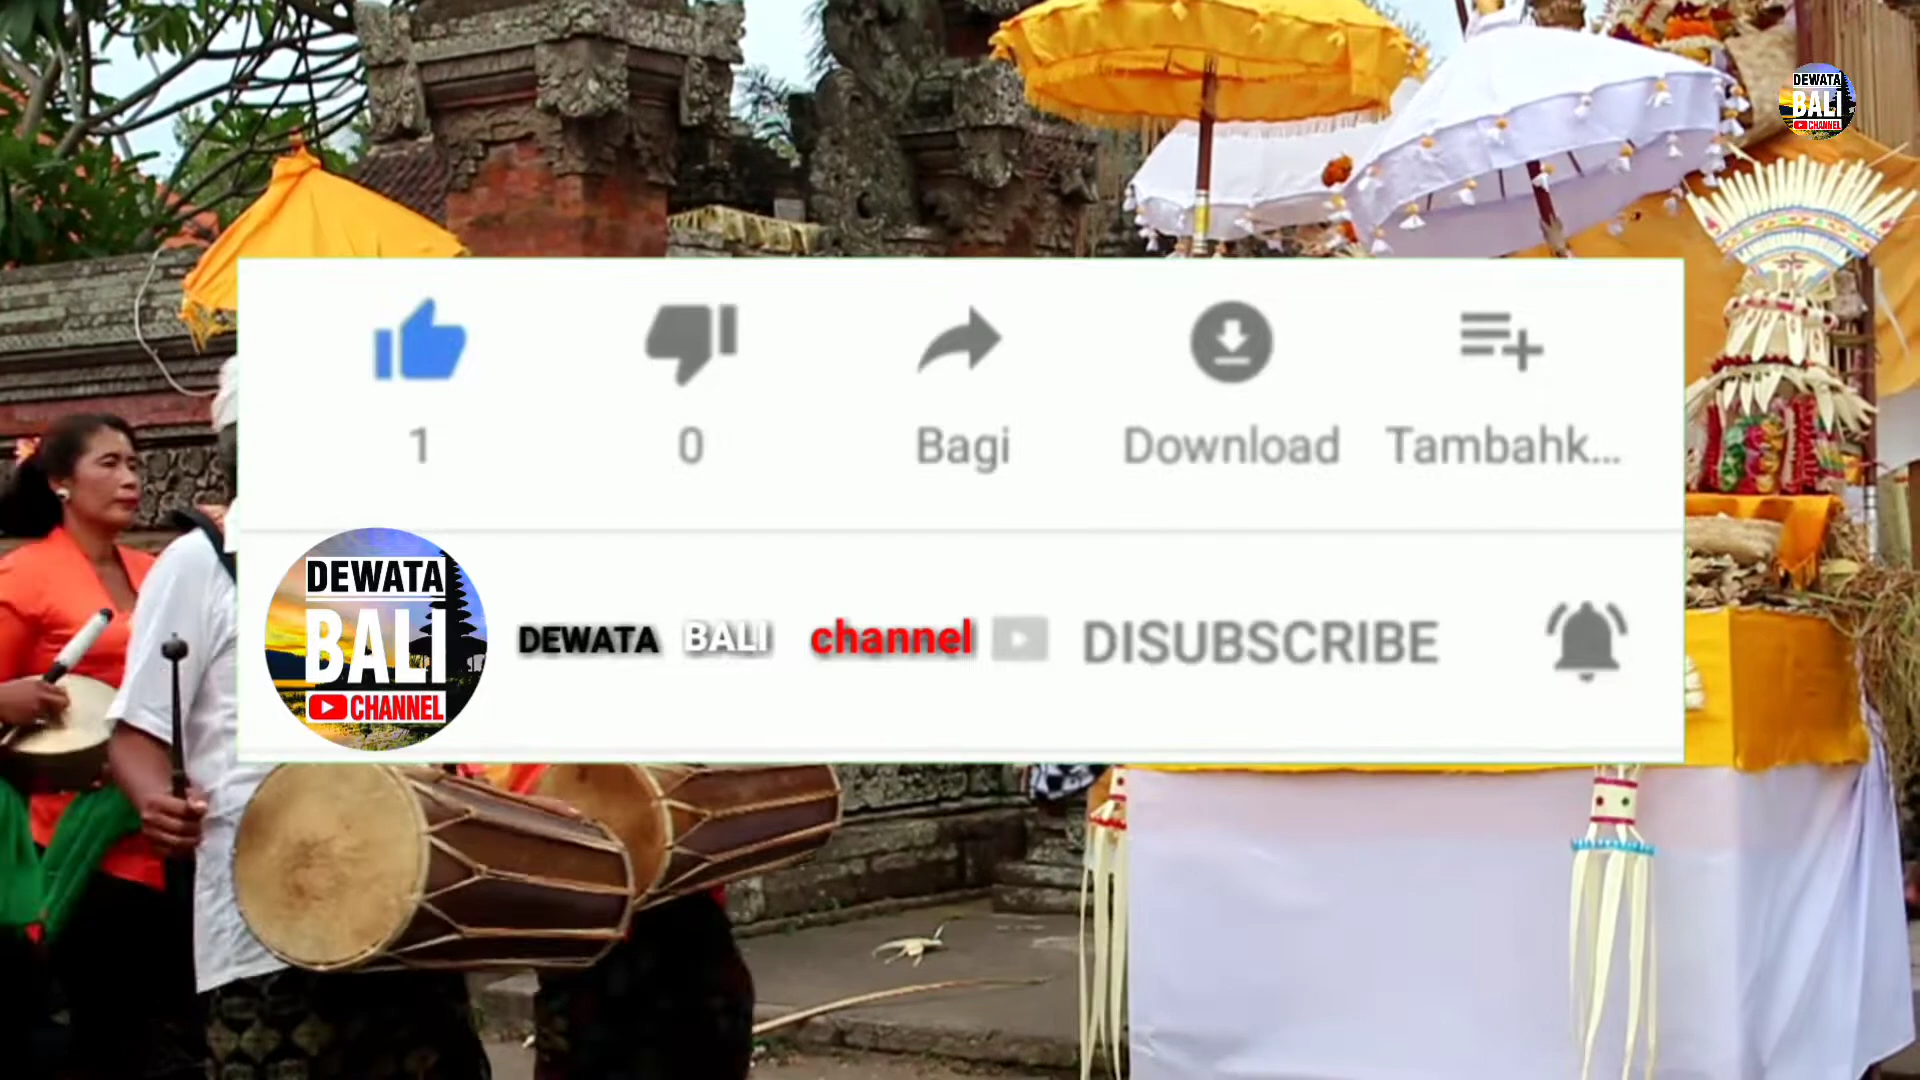 DEWATA
BALI
CHANNEL
1 0 Bagi Download Tambahk...
DEWATA
BALI
CHANNEL
DEWATA BALI channel DISUBSCRIBE